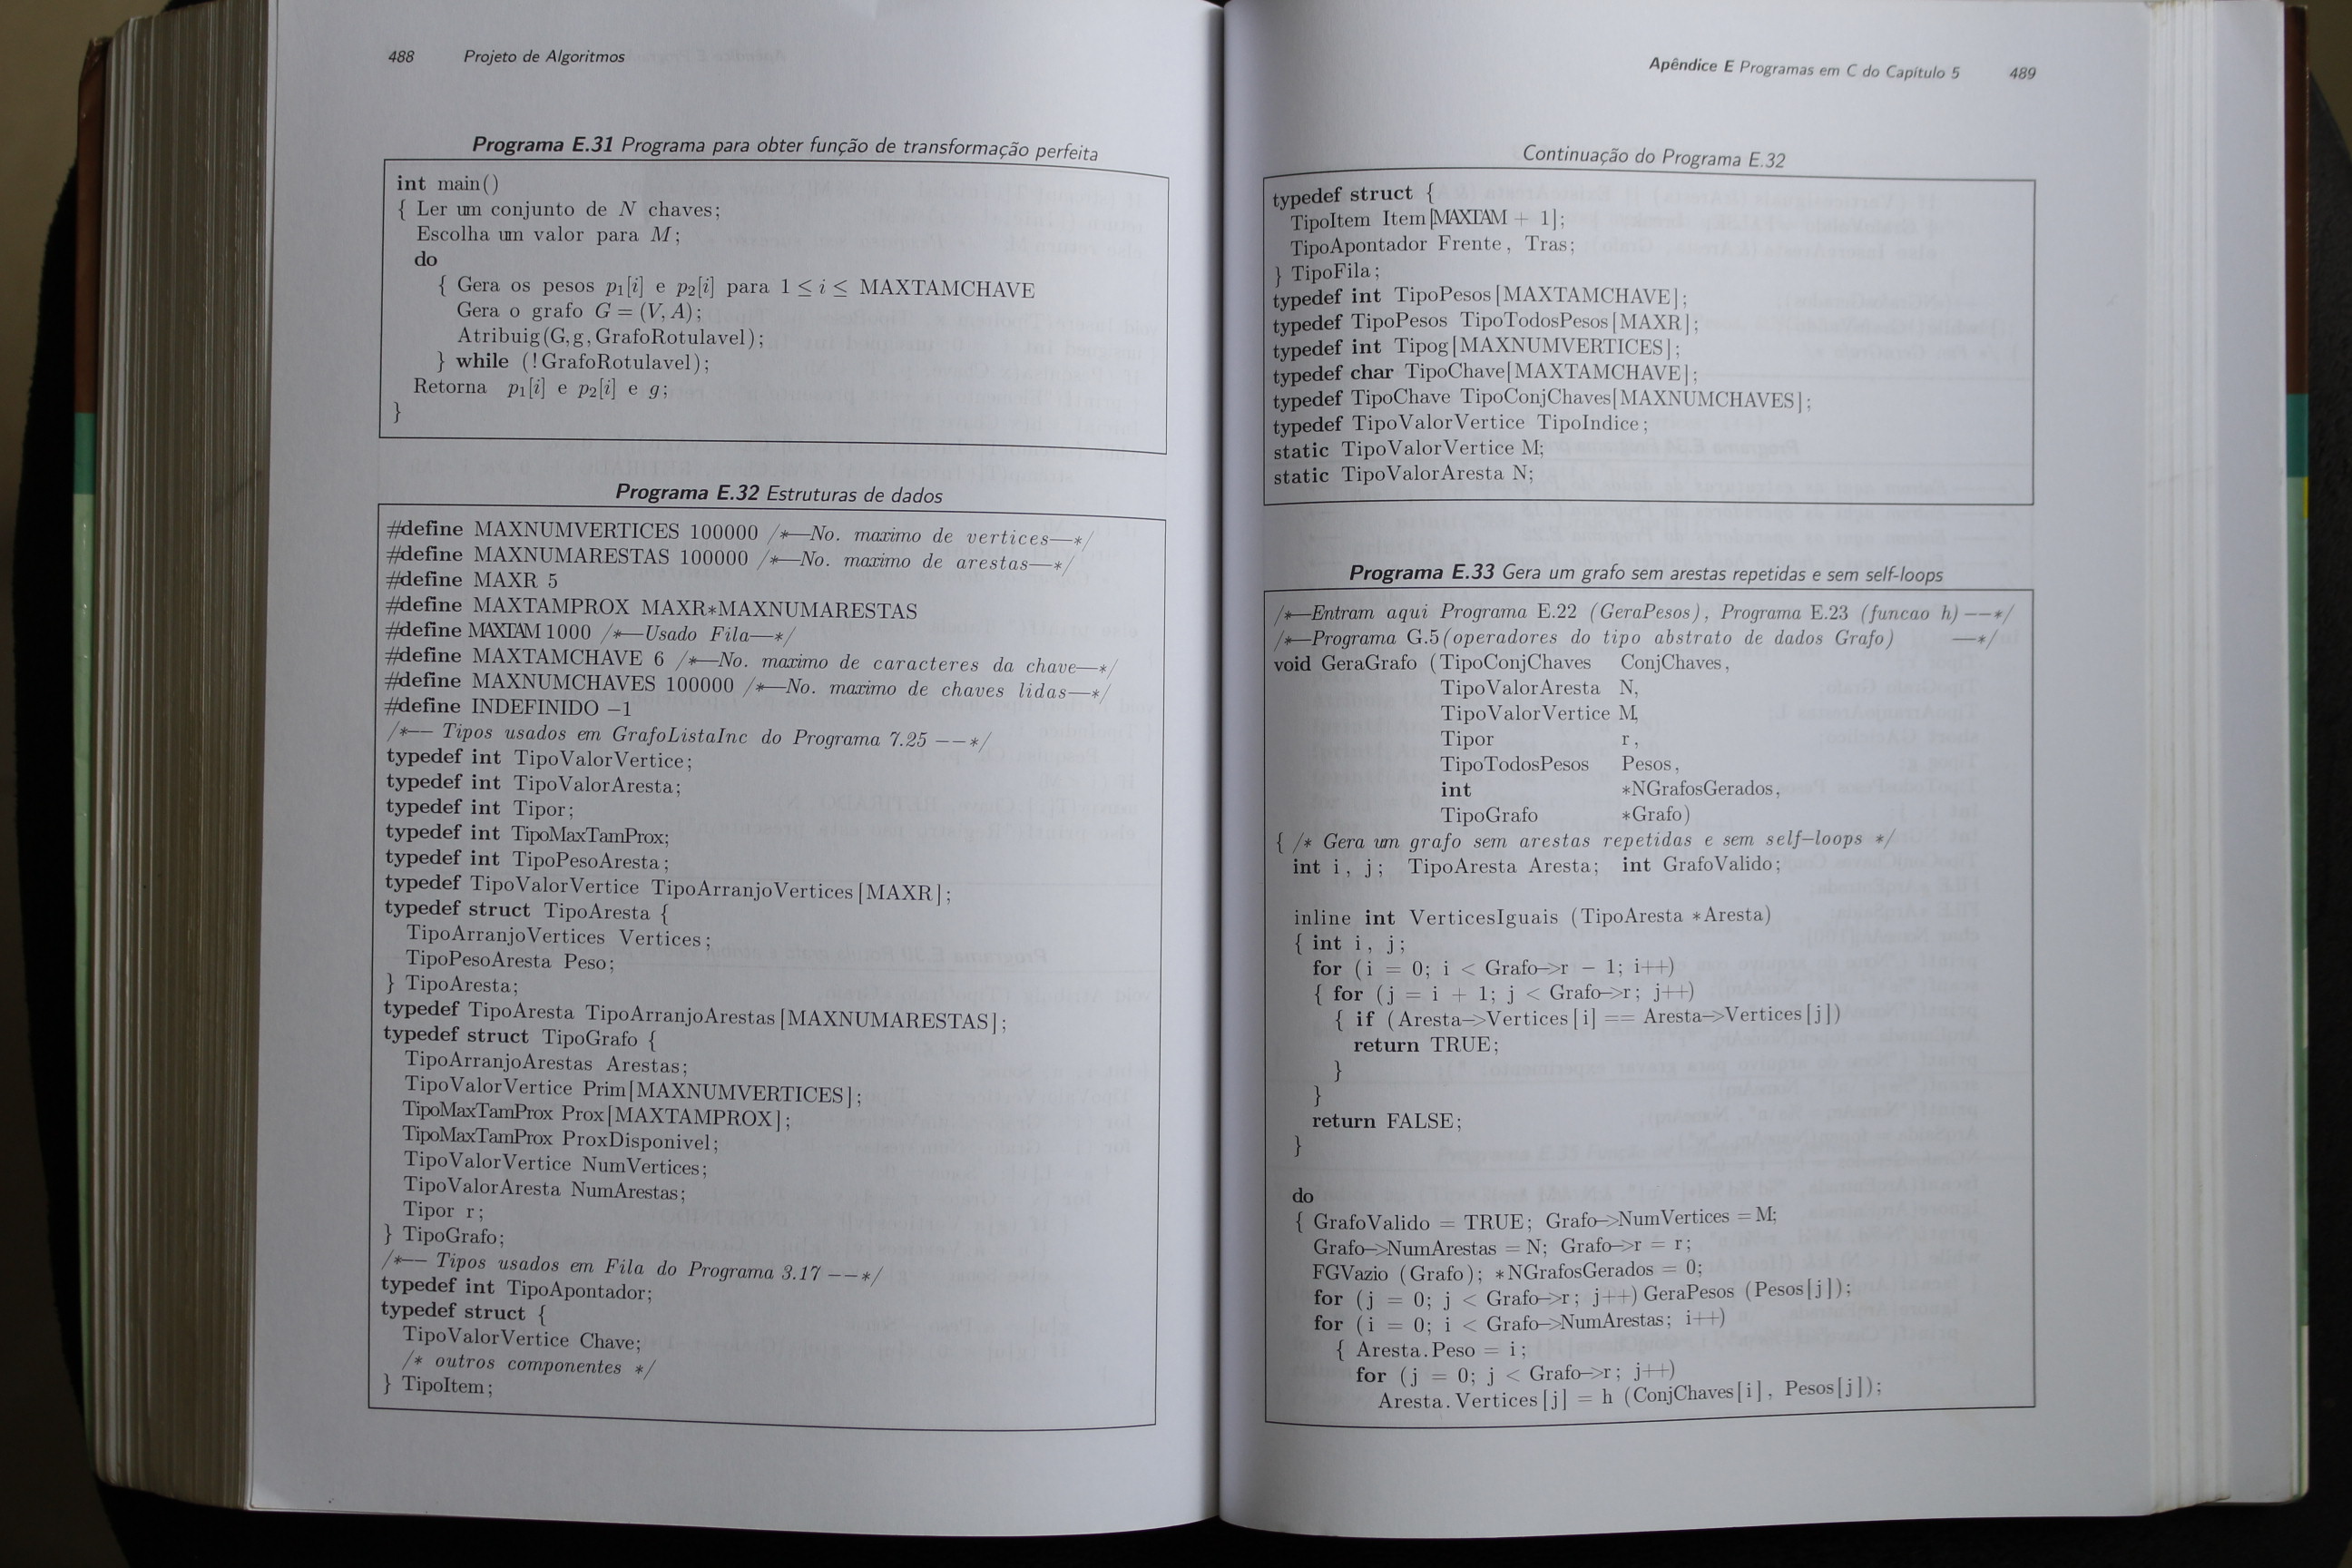 488 Projeto de Algoritmos
Programa E.31 Programa para obter função de transformação perfeita
int main()
{ Ler um conjunto de N chaves;
Escolha um valor para M;
do
{ Gera os pesos p₁[i] e p₂[i] para 1 ≤ i ≤ MAXTAMCHAVE
Gera o grafo G = (V, A);
Atribuig(G,g,GrafoRotulavel);
} while (!GrafoRotulavel);
Retorna p₁[i] e p₂[i] e g;
}
Programa E.32 Estruturas de dados
#define MAXNUMVERTICES 100000 /*—No. maximo de vertices—*/
#define MAXNUMARESTAS 100000 /*—No. maximo de arestas—*/
#define MAXR 5
#define MAXTAMPROX MAXR*MAXNUMARESTAS
#define MAXTAM 1000 /*—Usado Fila—*/
#define MAXTAMCHAVE 6 /*—No. maximo de caracteres da chave—*/
#define MAXNUMCHAVES 100000 /*—No. maximo de chaves lidas—*/
#define INDEFINIDO −1
/*— Tipos usados em GrafoListaInc do Programa 7.25 −−*/
typedef int TipoValorVertice;
typedef int TipoValorAresta;
typedef int Tipor;
typedef int TipoMaxTamProx;
typedef int TipoPesoAresta;
typedef TipoValorVertice TipoArranjoVertices[MAXR];
typedef struct TipoAresta {
TipoArranjoVertices Vertices;
TipoPesoAresta Peso;
} TipoAresta;
typedef TipoAresta TipoArranjoArestas[MAXNUMARESTAS];
typedef struct TipoGrafo {
TipoArranjoArestas Arestas;
TipoValorVertice Prim[MAXNUMVERTICES];
TipoMaxTamProx Prox[MAXTAMPROX];
TipoMaxTamProx ProxDisponivel;
TipoValorVertice NumVertices;
TipoValorAresta NumArestas;
Tipor r;
} TipoGrafo;
/*— Tipos usados em Fila do Programa 3.17 −−*/
typedef int TipoApontador;
typedef struct {
TipoValorVertice Chave;
/* outros componentes */
} TipoItem;
Apêndice E Programas em C do Capítulo 5 489
Continuação do Programa E.32
typedef struct {
TipoItem Item[MAXTAM + 1];
TipoApontador Frente, Tras;
} TipoFila;
typedef int TipoPesos[MAXTAMCHAVE];
typedef TipoPesos TipoTodosPesos[MAXR];
typedef int Tipog[MAXNUMVERTICES];
typedef char TipoChave[MAXTAMCHAVE];
typedef TipoChave TipoConjChaves[MAXNUMCHAVES];
typedef TipoValorVertice TipoIndice;
static TipoValorVertice M;
static TipoValorAresta N;
Programa E.33 Gera um grafo sem arestas repetidas e sem self-loops
/*—Entram aqui Programa E.22 (GeraPesos), Programa E.23 (funcao h)−−*/
/*—Programa G.5(operadores do tipo abstrato de dados Grafo) —*/
void GeraGrafo (TipoConjChaves ConjChaves,
TipoValorAresta N,
TipoValorVertice M,
Tipor r,
TipoTodosPesos Pesos,
int *NGrafosGerados,
TipoGrafo *Grafo)
{ /* Gera um grafo sem arestas repetidas e sem self−loops */
int i, j; TipoAresta Aresta; int GrafoValido;
inline int VerticesIguais (TipoAresta *Aresta)
{ int i, j;
for (i = 0; i < Grafo−>r − 1; i++)
{ for (j = i + 1; j < Grafo−>r; j++)
{ if (Aresta−>Vertices[i] == Aresta−>Vertices[j])
return TRUE;
}
}
return FALSE;
}
do
{ GrafoValido = TRUE; Grafo−>NumVertices = M;
Grafo−>NumArestas = N; Grafo−>r = r;
FGVazio (Grafo); *NGrafosGerados = 0;
for (j = 0; j < Grafo−>r; j++) GeraPesos (Pesos[j]);
for (i = 0; i < Grafo−>NumArestas; i++)
{ Aresta.Peso = i;
for (j = 0; j < Grafo−>r; j++)
Aresta.Vertices[j] = h (ConjChaves[i], Pesos[j]);